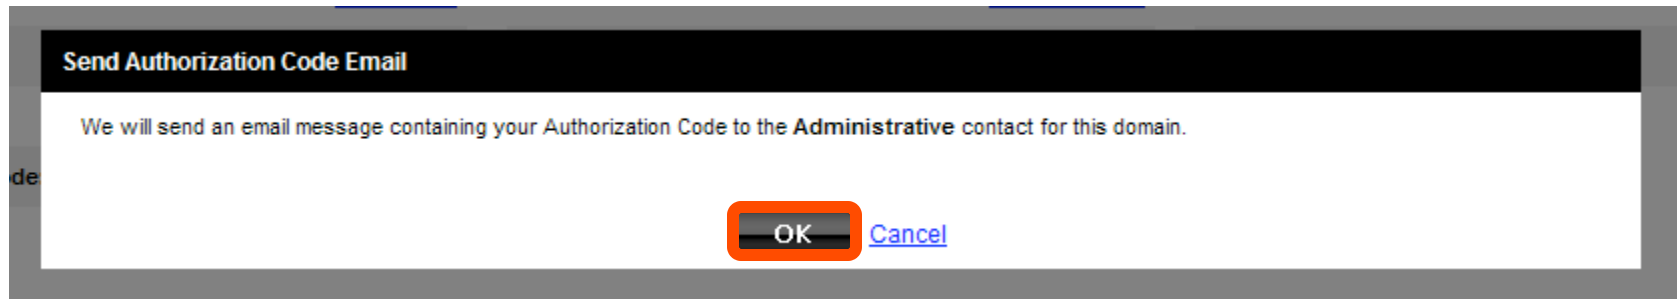 Send Authorization Code Email
We will send an email message containing your Authorization Code to the Administrative contact for this domain.
ode
OK Cancel